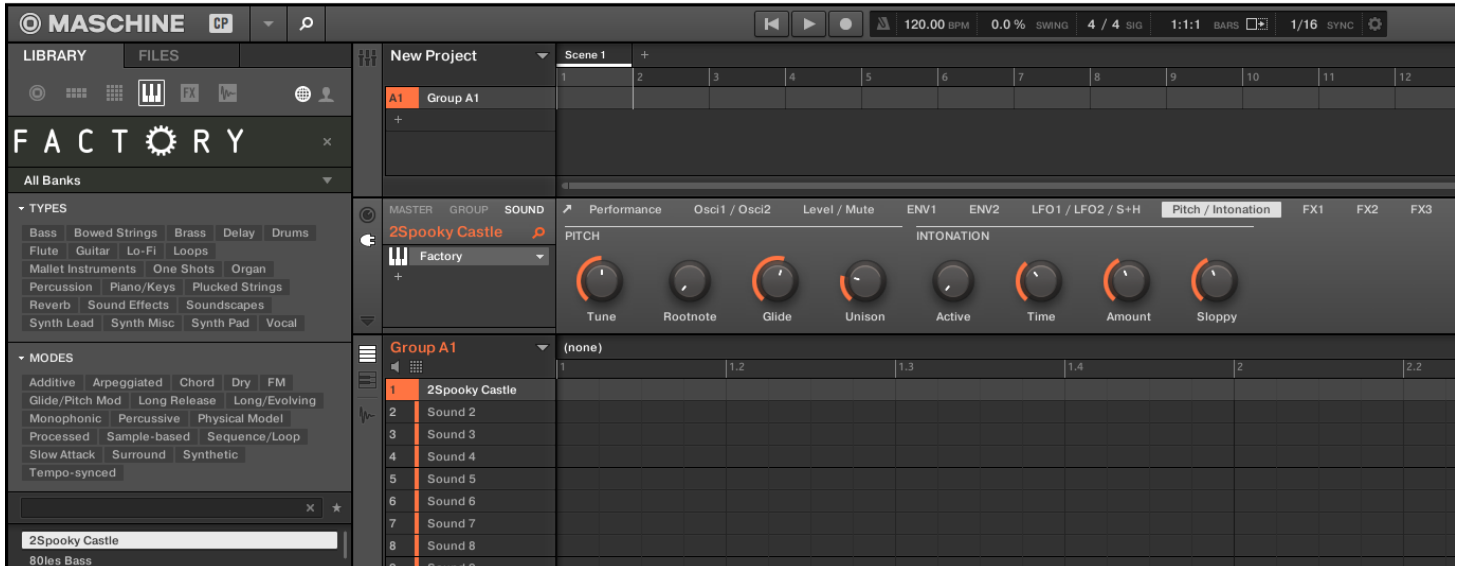 MASCHINE CP 120.00 BPM 0.0 % SWING 4 / 4 SIG 1:1:1 BARS 1/16 SYNC
LIBRARY FILES
FX
FACTORY
All Banks
TYPES
Bass Bowed Strings Brass Delay Drums
Flute Guitar Lo-Fi Loops
Mallet Instruments One Shots Organ
Percussion Piano/Keys Plucked Strings
Reverb Sound Effects Soundscapes
Synth Lead Synth Misc Synth Pad Vocal
MODES
Additive Arpeggiated Chord Dry FM
Glide/Pitch Mod Long Release Long/Evolving
Monophonic Percussive Physical Model
Processed Sample-based Sequence/Loop
Slow Attack Surround Synthetic
Tempo-synced
2Spooky Castle
80les Bass
New Project Scene 1 +
1 2 3 4 5 6 7 8 9 10 11 12
A1 Group A1
+
MASTER GROUP SOUND
2Spooky Castle
Factory
+
Performance Osci1 / Osci2 Level / Mute ENV1 ENV2 LFO1 / LFO2 / S+H Pitch / Intonation FX1 FX2 FX3
PITCH INTONATION
Tune Rootnote Glide Unison Active Time Amount Sloppy
Group A1 (none)
1 1.2 1.3 1.4 2 2.2
1 2Spooky Castle
2 Sound 2
3 Sound 3
4 Sound 4
5 Sound 5
6 Sound 6
7 Sound 7
8 Sound 8